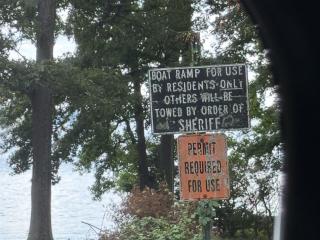 BOAT RAMP FOR USE
BY RESIDENTS ONLY
OTHERS WILL BE
TOWED BY ORDER OF
SHERIFF
PERMIT
REQUIRED
FOR USE